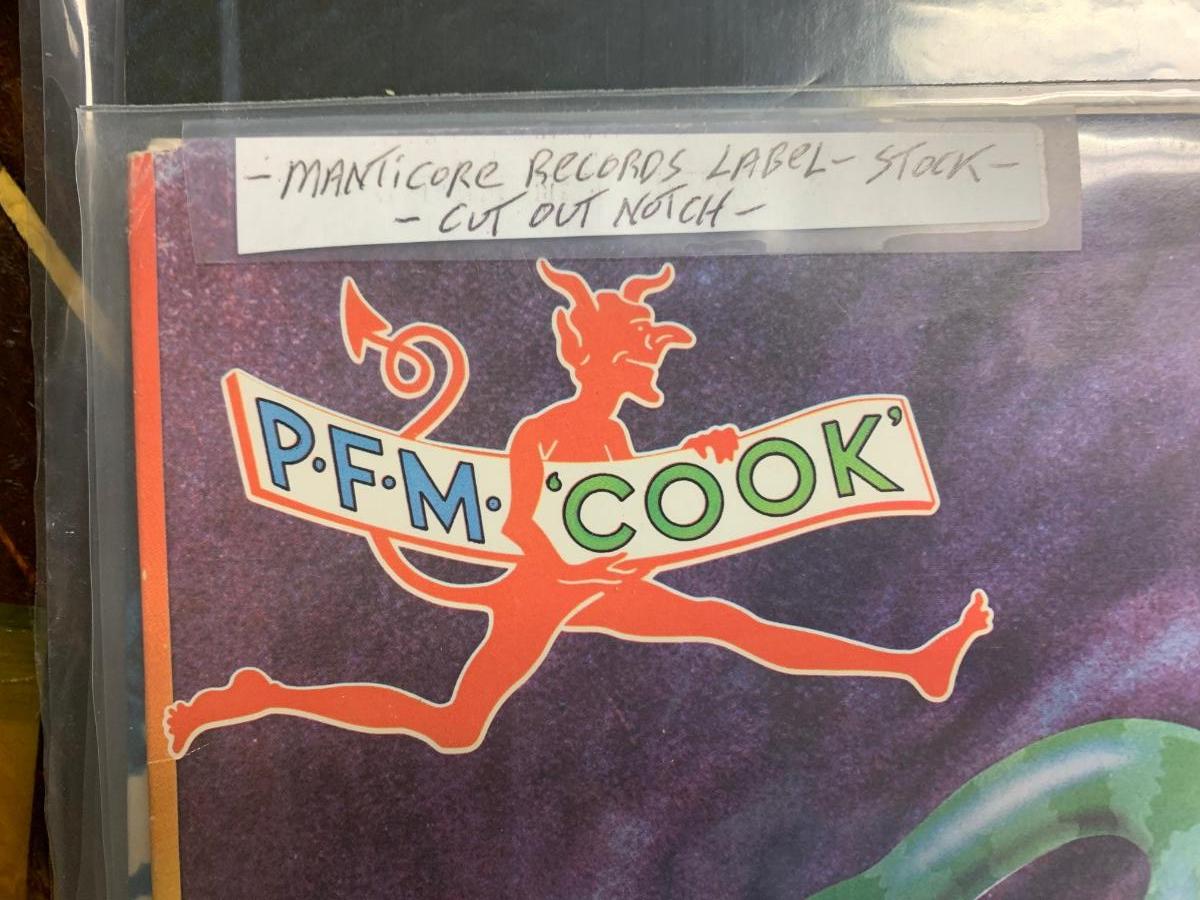 - MANTICORE RECORDS LABEL - STOCK -
- CUT OUT NOTCH -
P·F·M· 'COOK'